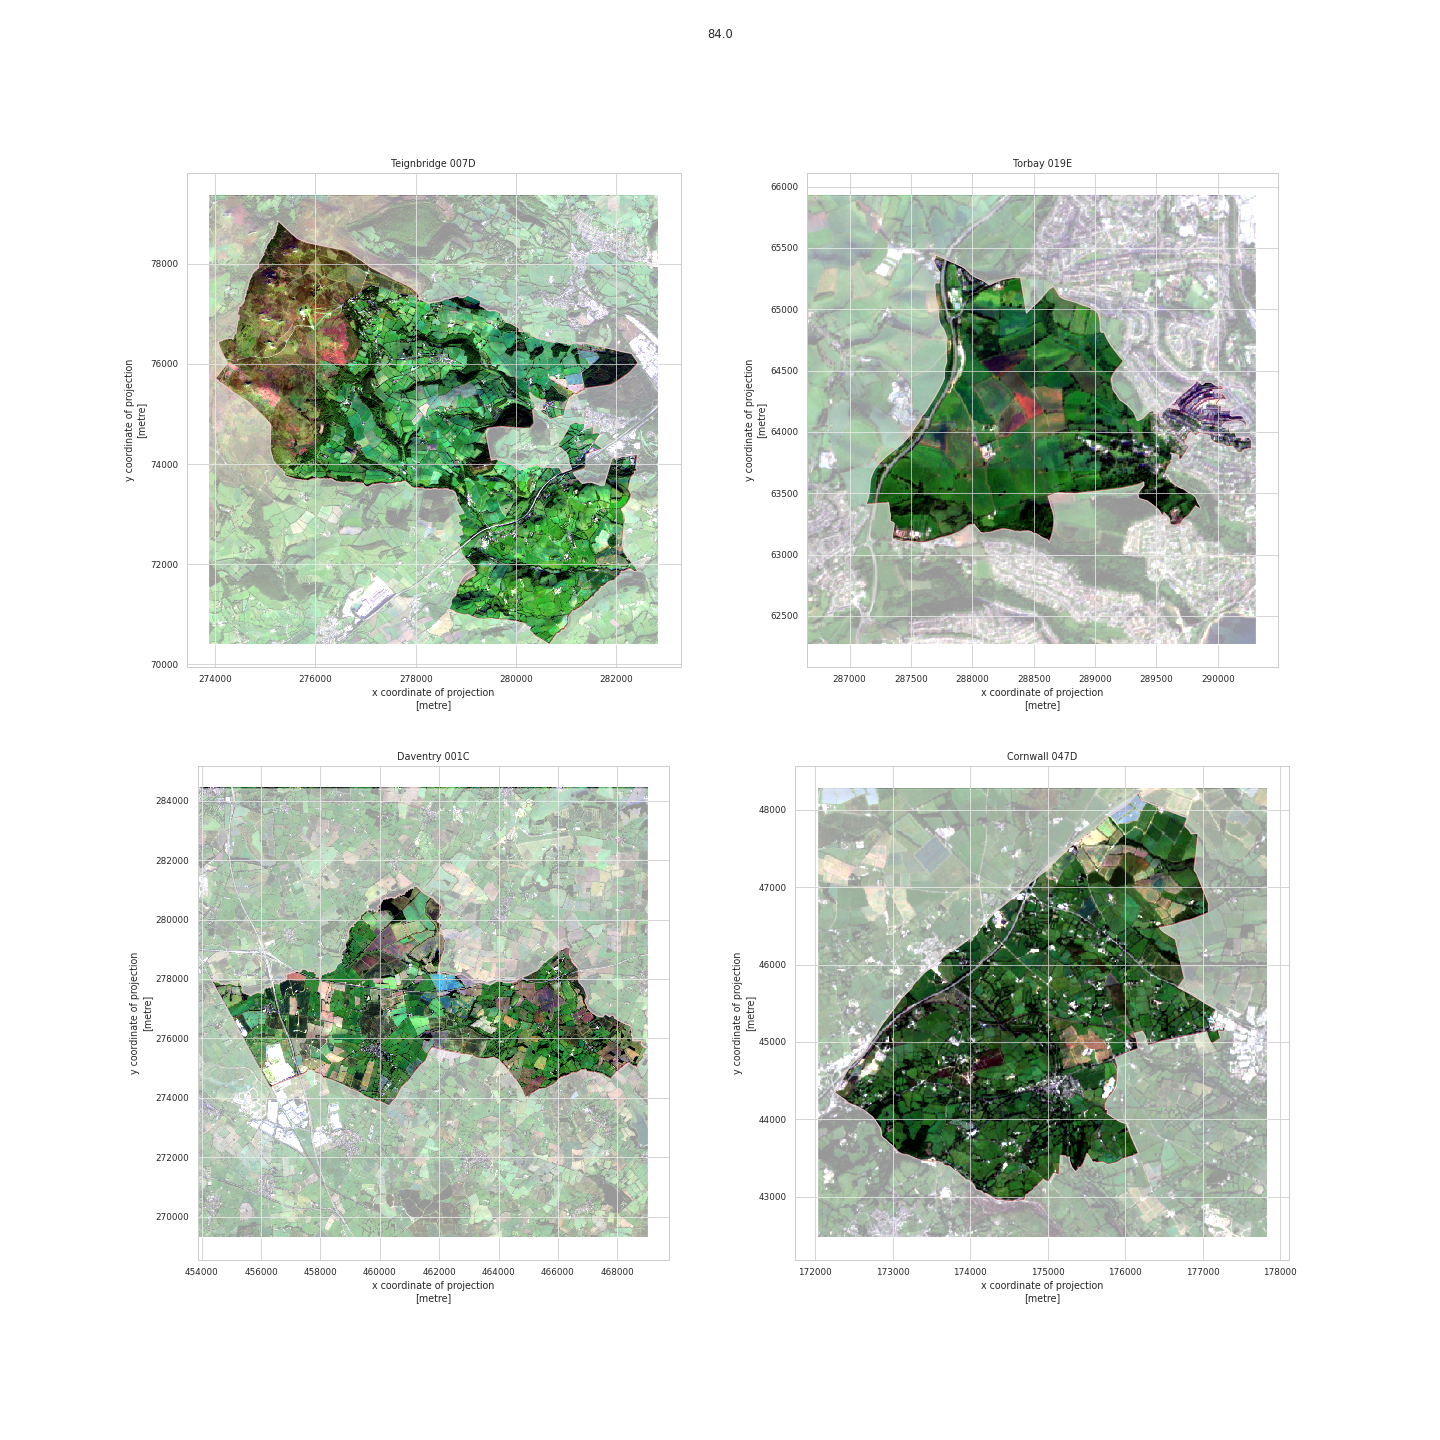 84.0
Teignbridge 007D
78000
76000
74000
72000
70000
y coordinate of projection
[metre]
274000 276000 278000 280000 282000
x coordinate of projection
[metre]
Torbay 019E
66000
65500
65000
64500
64000
63500
63000
62500
y coordinate of projection
[metre]
287000 287500 288000 288500 289000 289500 290000
x coordinate of projection
[metre]
Daventry 001C
284000
282000
280000
278000
276000
274000
272000
270000
y coordinate of projection
[metre]
454000 456000 458000 460000 462000 464000 466000 468000
x coordinate of projection
[metre]
Cornwall 047D
48000
47000
46000
45000
44000
43000
y coordinate of projection
[metre]
172000 173000 174000 175000 176000 177000 178000
x coordinate of projection
[metre]